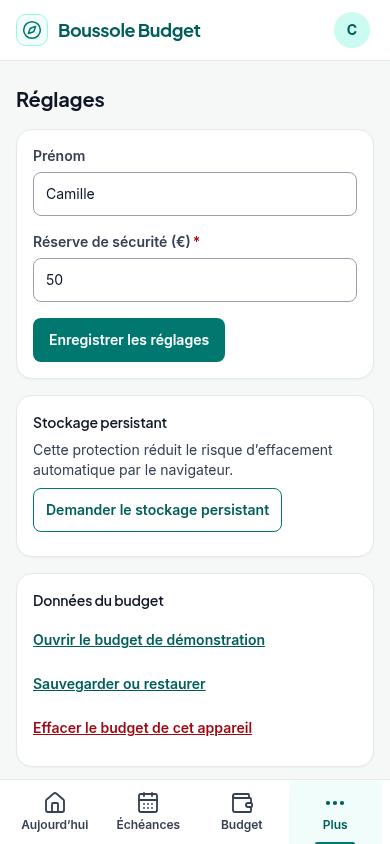 Boussole Budget
C
Réglages
Prénom
Camille
Réserve de sécurité (€) *
50
Enregistrer les réglages
Stockage persistant
Cette protection réduit le risque d’effacement
automatique par le navigateur.
Demander le stockage persistant
Données du budget
Ouvrir le budget de démonstration
Sauvegarder ou restaurer
Effacer le budget de cet appareil
Aujourd’hui
Échéances
Budget
Plus